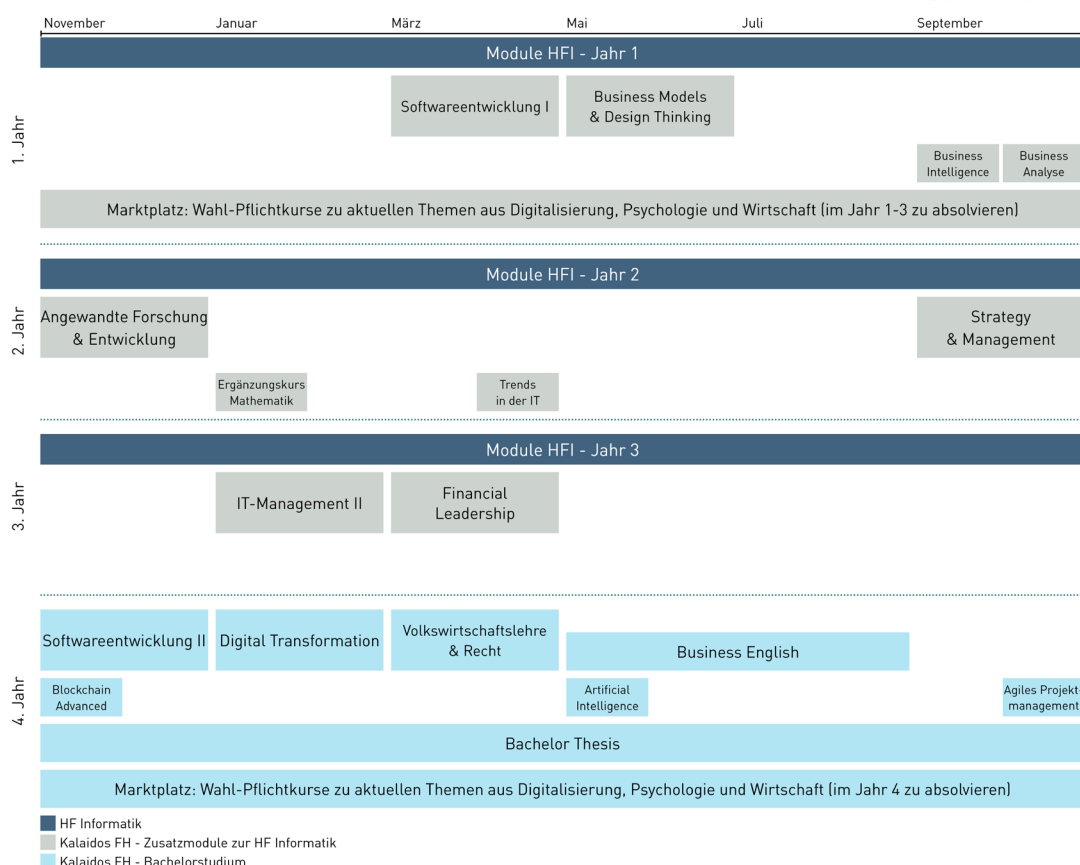 November Januar März Mai Juli September
Module HFI - Jahr 1
1. Jahr
Softwareentwicklung I
Business Models
& Design Thinking
Business
Intelligence
Business
Analyse
Marktplatz: Wahl-Pflichtkurse zu aktuellen Themen aus Digitalisierung, Psychologie und Wirtschaft (im Jahr 1-3 zu absolvieren)
Module HFI - Jahr 2
2. Jahr
Angewandte Forschung
& Entwicklung
Strategy
& Management
Ergänzungskurs
Mathematik
Trends
in der IT
Module HFI - Jahr 3
3. Jahr
IT-Management II
Financial
Leadership
4. Jahr
Softwareentwicklung II
Digital Transformation
Volkswirtschaftslehre
& Recht
Business English
Blockchain
Advanced
Artificial
Intelligence
Agiles Projekt-
management
Bachelor Thesis
Marktplatz: Wahl-Pflichtkurse zu aktuellen Themen aus Digitalisierung, Psychologie und Wirtschaft (im Jahr 4 zu absolvieren)
HF Informatik
Kalaidos FH - Zusatzmodule zur HF Informatik
Kalaidos FH - Bachelorstudium